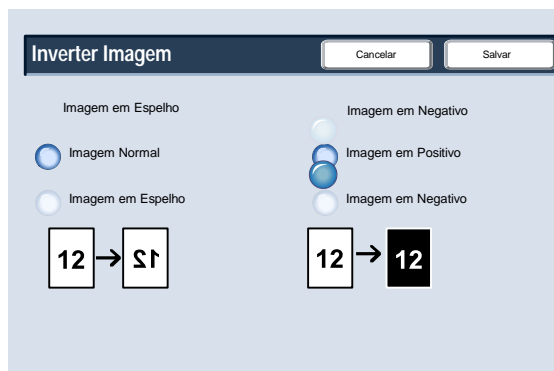 Inverter Imagem
Cancelar
Salvar
Imagem em Espelho
Imagem Normal
Imagem em Espelho
12
12
Imagem em Negativo
Imagem em Positivo
Imagem em Negativo
12
12